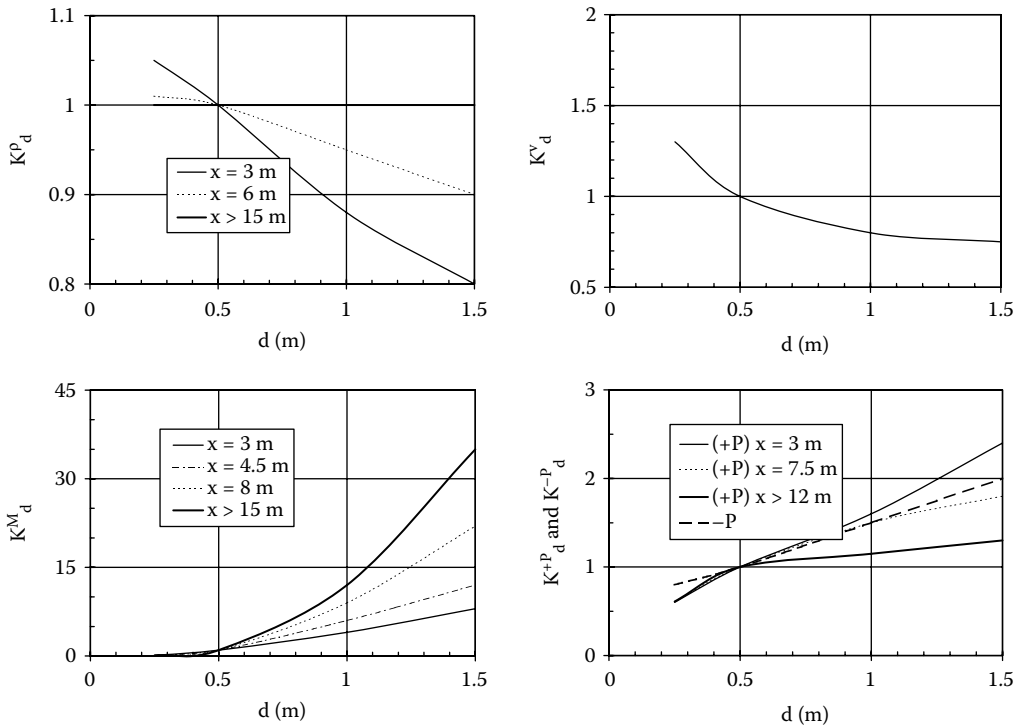 1.1
1
0.9
0.8
K^ρ_d
x = 3 m
x = 6 m
x > 15 m
0 0.5 1 1.5
d (m)
2
1.5
1
0.5
K^v_d
0 0.5 1 1.5
d (m)
45
30
15
0
K^M_d
x = 3 m
x = 4.5 m
x = 8 m
x > 15 m
0 0.5 1 1.5
d (m)
3
2
1
0
K^+P_d and K^−P_d
(+P) x = 3 m
(+P) x = 7.5 m
(+P) x > 12 m
−P
0 0.5 1 1.5
d (m)